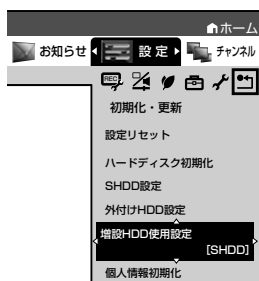 ホーム
お知らせ 設定 チャンネル
REC
初期化・更新
設定リセット
ハードディスク初期化
SHDD設定
外付けHDD設定
増設HDD使用設定
[SHDD]
個人情報初期化